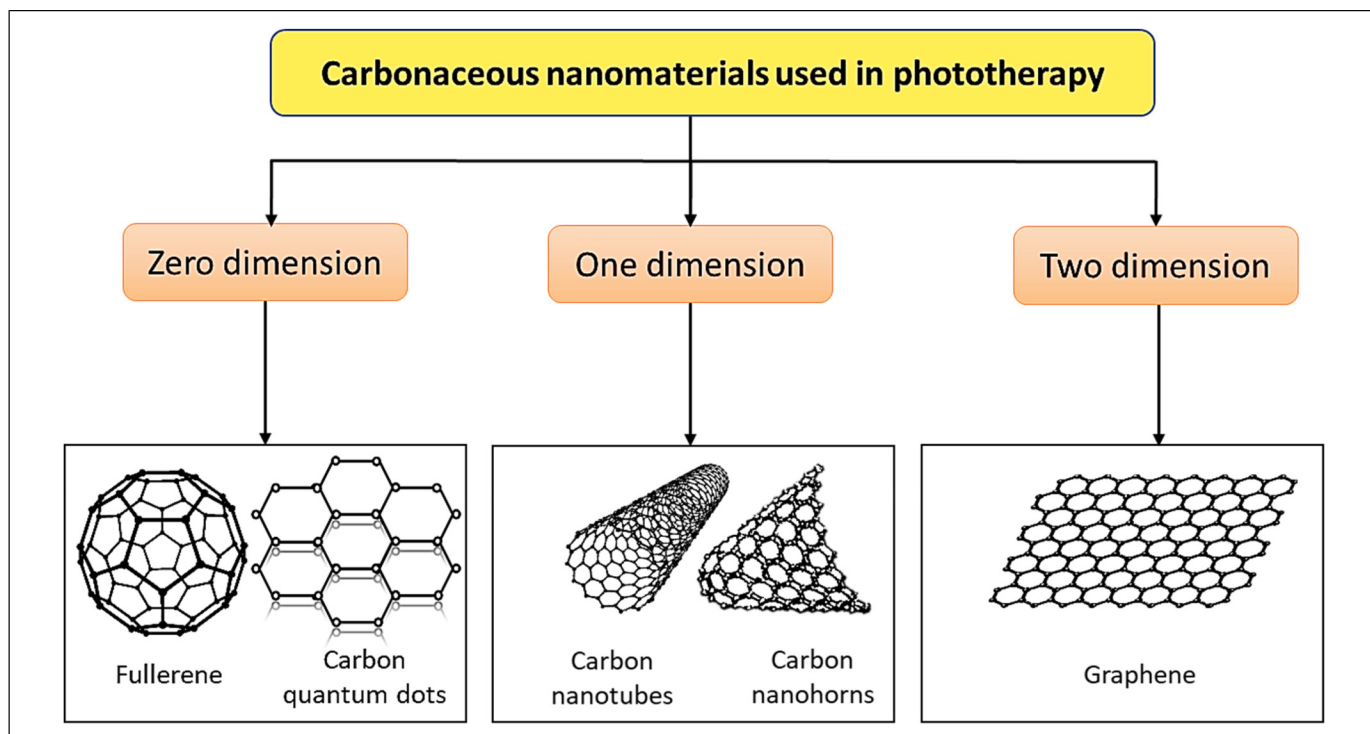 Carbonaceous nanomaterials used in phototherapy
Zero dimension
One dimension
Two dimension
Fullerene
Carbon
quantum dots
Carbon
nanotubes
Carbon
nanohorns
Graphene